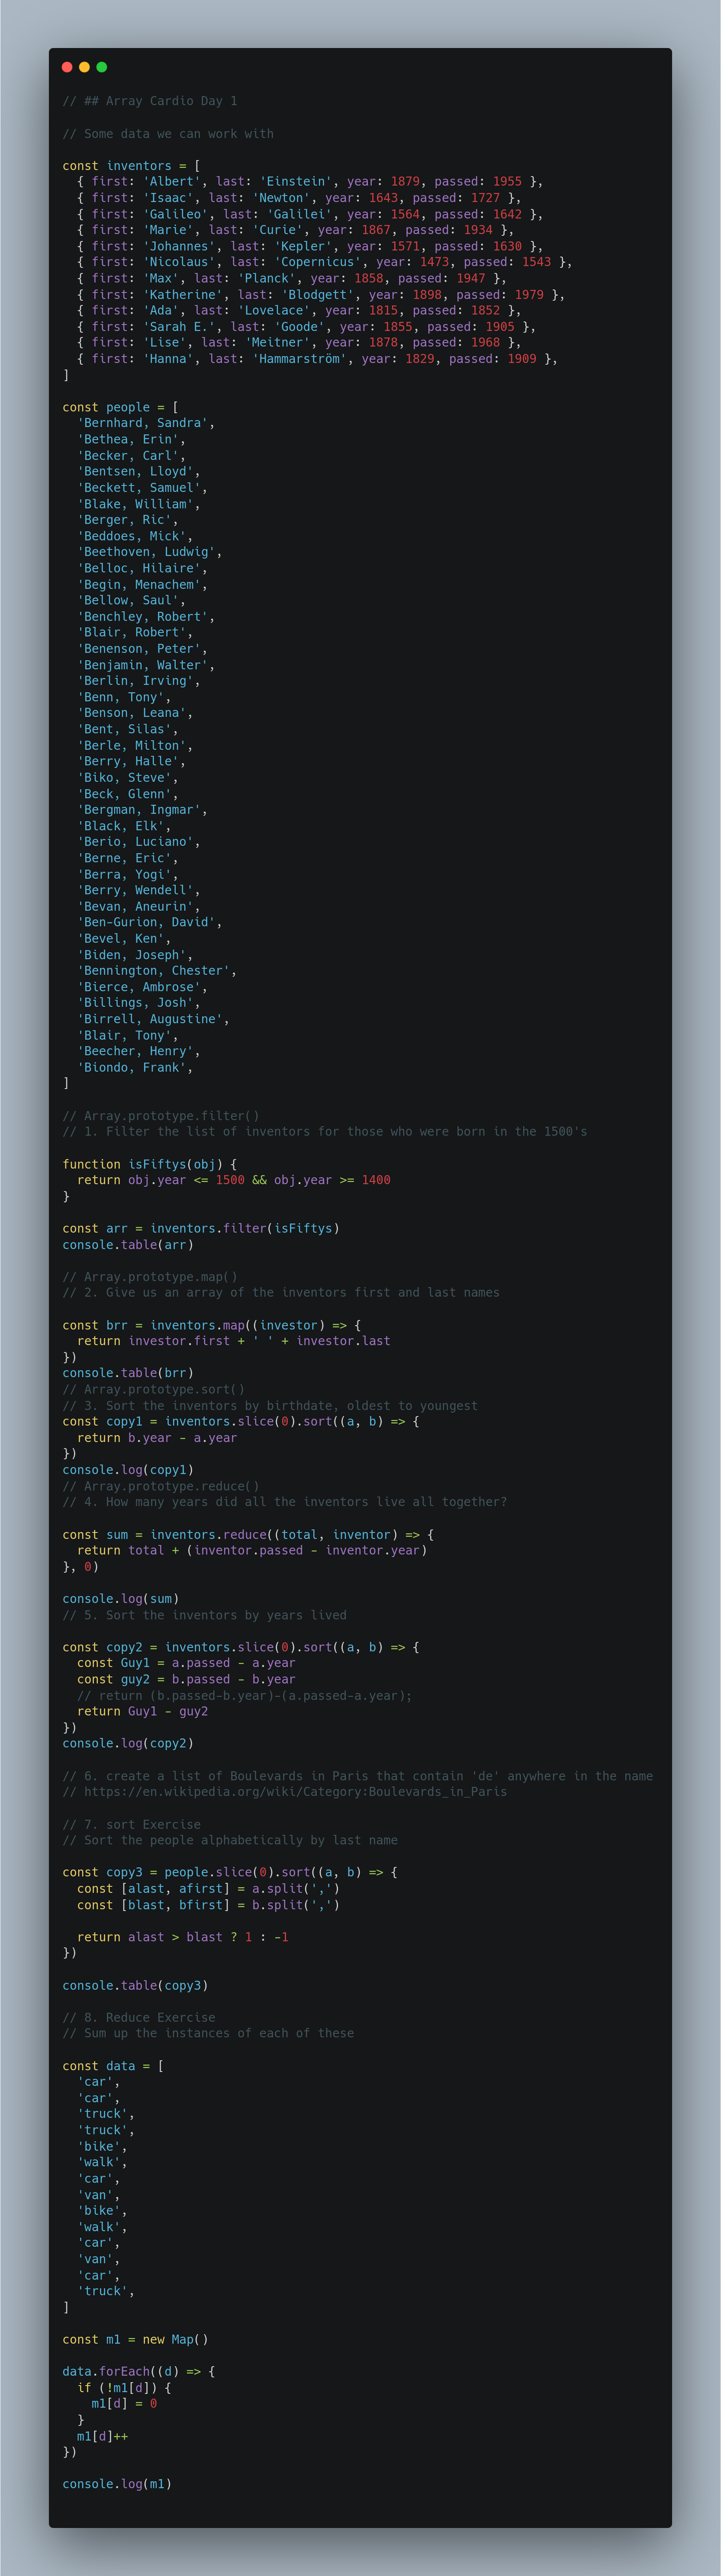 // ## Array Cardio Day 1

// Some data we can work with

const inventors = [
  { first: 'Albert', last: 'Einstein', year: 1879, passed: 1955 },
  { first: 'Isaac', last: 'Newton', year: 1643, passed: 1727 },
  { first: 'Galileo', last: 'Galilei', year: 1564, passed: 1642 },
  { first: 'Marie', last: 'Curie', year: 1867, passed: 1934 },
  { first: 'Johannes', last: 'Kepler', year: 1571, passed: 1630 },
  { first: 'Nicolaus', last: 'Copernicus', year: 1473, passed: 1543 },
  { first: 'Max', last: 'Planck', year: 1858, passed: 1947 },
  { first: 'Katherine', last: 'Blodgett', year: 1898, passed: 1979 },
  { first: 'Ada', last: 'Lovelace', year: 1815, passed: 1852 },
  { first: 'Sarah E.', last: 'Goode', year: 1855, passed: 1905 },
  { first: 'Lise', last: 'Meitner', year: 1878, passed: 1968 },
  { first: 'Hanna', last: 'Hammarström', year: 1829, passed: 1909 },
]

const people = [
  'Bernhard, Sandra',
  'Bethea, Erin',
  'Becker, Carl',
  'Bentsen, Lloyd',
  'Beckett, Samuel',
  'Blake, William',
  'Berger, Ric',
  'Beddoes, Mick',
  'Beethoven, Ludwig',
  'Belloc, Hilaire',
  'Begin, Menachem',
  'Bellow, Saul',
  'Benchley, Robert',
  'Blair, Robert',
  'Benenson, Peter',
  'Benjamin, Walter',
  'Berlin, Irving',
  'Benn, Tony',
  'Benson, Leana',
  'Bent, Silas',
  'Berle, Milton',
  'Berry, Halle',
  'Biko, Steve',
  'Beck, Glenn',
  'Bergman, Ingmar',
  'Black, Elk',
  'Berio, Luciano',
  'Berne, Eric',
  'Berra, Yogi',
  'Berry, Wendell',
  'Bevan, Aneurin',
  'Ben-Gurion, David',
  'Bevel, Ken',
  'Biden, Joseph',
  'Bennington, Chester',
  'Bierce, Ambrose',
  'Billings, Josh',
  'Birrell, Augustine',
  'Blair, Tony',
  'Beecher, Henry',
  'Biondo, Frank',
]

// Array.prototype.filter()
// 1. Filter the list of inventors for those who were born in the 1500's

function isFiftys(obj) {
  return obj.year <= 1500 && obj.year >= 1400
}

const arr = inventors.filter(isFiftys)
console.table(arr)

// Array.prototype.map()
// 2. Give us an array of the inventors first and last names

const brr = inventors.map((investor) => {
  return investor.first + ' ' + investor.last
})
console.table(brr)
// Array.prototype.sort()
// 3. Sort the inventors by birthdate, oldest to youngest
const copy1 = inventors.slice(0).sort((a, b) => {
  return b.year - a.year
})
console.log(copy1)
// Array.prototype.reduce()
// 4. How many years did all the inventors live all together?

const sum = inventors.reduce((total, inventor) => {
  return total + (inventor.passed - inventor.year)
}, 0)

console.log(sum)
// 5. Sort the inventors by years lived

const copy2 = inventors.slice(0).sort((a, b) => {
  const Guy1 = a.passed - a.year
  const guy2 = b.passed - b.year
  // return (b.passed-b.year)-(a.passed-a.year);
  return Guy1 - guy2
})
console.log(copy2)

// 6. create a list of Boulevards in Paris that contain 'de' anywhere in the name
// https://en.wikipedia.org/wiki/Category:Boulevards_in_Paris

// 7. sort Exercise
// Sort the people alphabetically by last name

const copy3 = people.slice(0).sort((a, b) => {
  const [alast, afirst] = a.split(',')
  const [blast, bfirst] = b.split(',')

  return alast > blast ? 1 : -1
})

console.table(copy3)

// 8. Reduce Exercise
// Sum up the instances of each of these

const data = [
  'car',
  'car',
  'truck',
  'truck',
  'bike',
  'walk',
  'car',
  'van',
  'bike',
  'walk',
  'car',
  'van',
  'car',
  'truck',
]

const m1 = new Map()

data.forEach((d) => {
  if (!m1[d]) {
    m1[d] = 0
  }
  m1[d]++
})

console.log(m1)